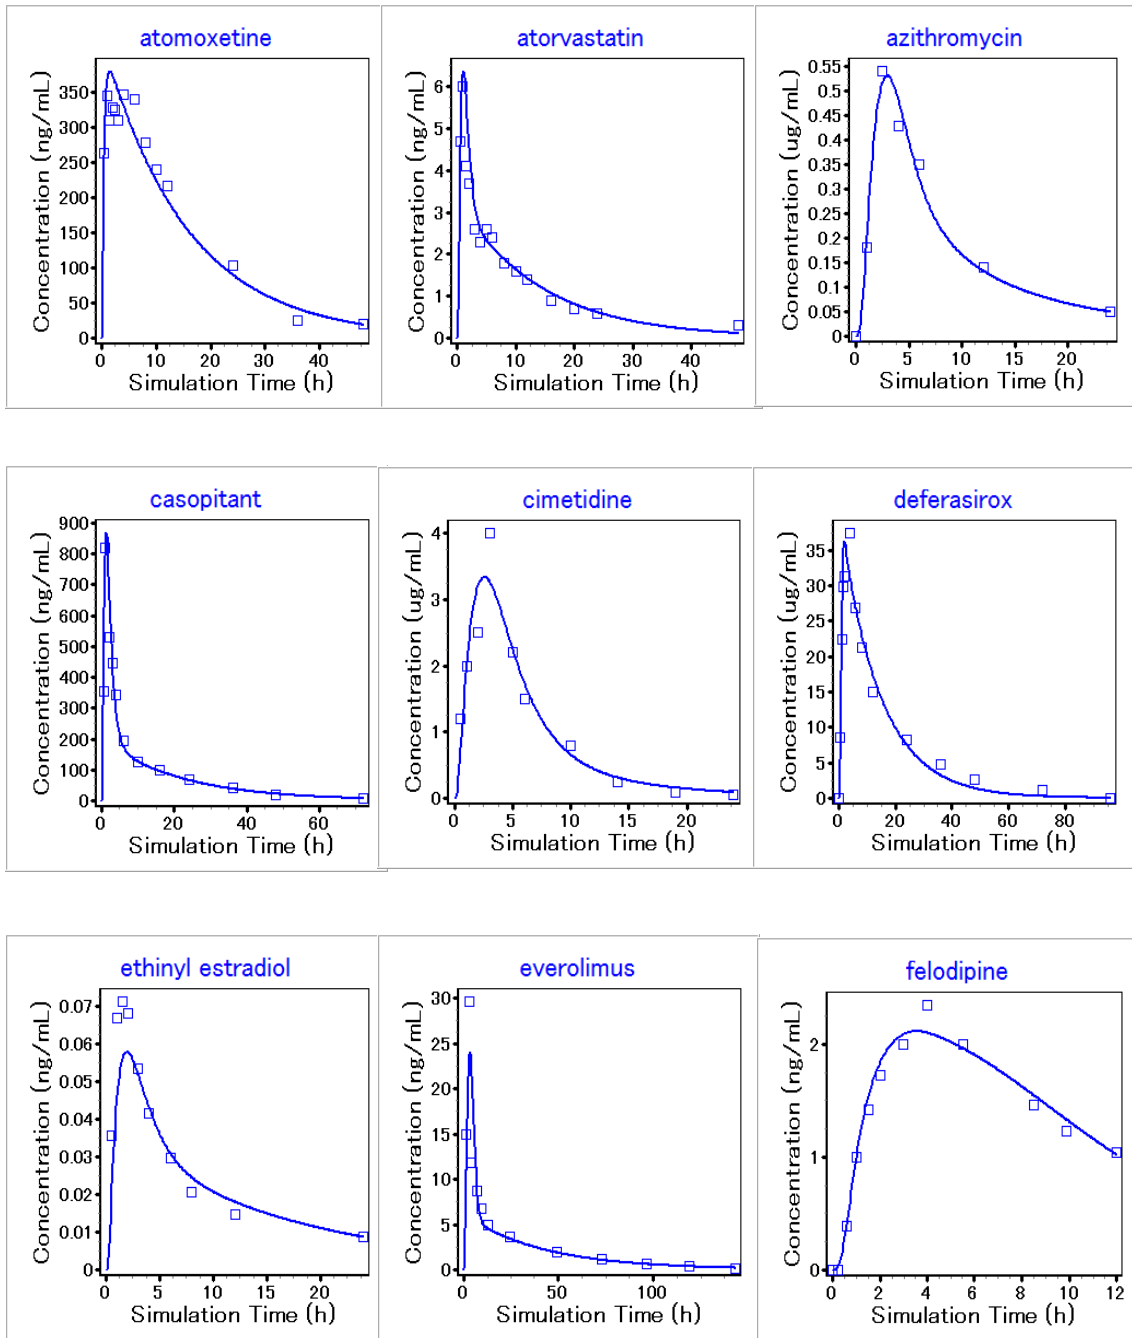 atomoxetine
Concentration (ng/mL)
350
300
250
200
150
100
50
0
0 10 20 30 40
Simulation Time (h)
atorvastatin
Concentration (ng/mL)
6
5
4
3
2
1
0
0 10 20 30 40
Simulation Time (h)
azithromycin
Concentration (ug/mL)
0.55
0.5
0.45
0.4
0.35
0.3
0.25
0.2
0.15
0.1
0.05
0
0 5 10 15 20
Simulation Time (h)
casopitant
Concentration (ng/mL)
900
800
700
600
500
400
300
200
100
0
0 20 40 60
Simulation Time (h)
cimetidine
Concentration (ug/mL)
4
3
2
1
0
0 5 10 15 20
Simulation Time (h)
deferasirox
Concentration (ug/mL)
35
30
25
20
15
10
5
0
0 20 40 60 80
Simulation Time (h)
ethinyl estradiol
Concentration (ng/mL)
0.07
0.06
0.05
0.04
0.03
0.02
0.01
0
0 5 10 15 20
Simulation Time (h)
everolimus
Concentration (ng/mL)
30
25
20
15
10
5
0
0 50 100
Simulation Time (h)
felodipine
Concentration (ng/mL)
2
1
0
0 2 4 6 8 10 12
Simulation Time (h)